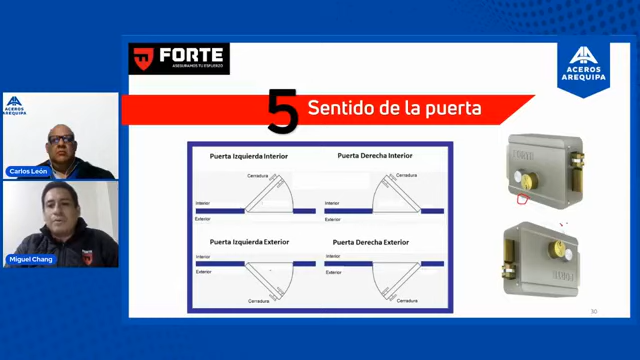 FORTE
ASEGURAMOS TU ESFUERZO
ACEROS
AREQUIPA
5 Sentido de la puerta
ACEROS
AREQUIPA
Carlos León
Miguel Chang
Puerta Izquierda Interior
Cerradura
Interior
Exterior
Puerta Derecha Interior
Cerradura
Interior
Exterior
Puerta Izquierda Exterior
Interior
Exterior
Cerradura
Puerta Derecha Exterior
Interior
Exterior
Cerradura
FORTE
30